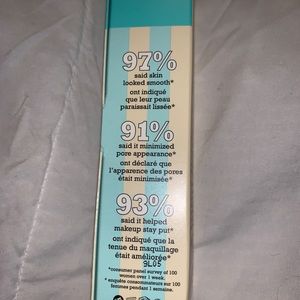 97%
said skin
looked smooth*
ont indiqué
que leur peau
paraissait lissée*
91%
said it minimized
pore appearance*
ont déclaré que
l'apparence des pores
était minimisée*
93%
said it helped
makeup stay put*
ont indiqué que la
tenue du maquillage
était améliorée*
9L05
*consumer panel survey of 100
women over 1 week.
* enquête consommateurs sur 100
femmes pendant 1 semaine.